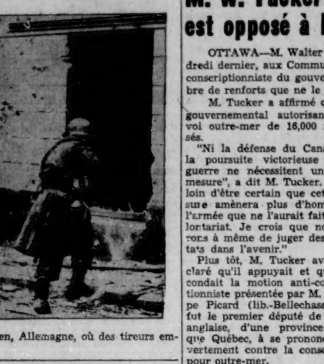 en, Allemagne, où des tireurs em-
M. W. Tucker
est opposé à l
OTTAWA—M. Walter
dredi dernier, aux Commu
conscriptionniste du gouve
bre de renforts que ne le
M. Tucker a affirmé q
gouvernemental autorisan
voi outre-mer de 16,000
sés.
"Ni la défense du Cana
la poursuite victorieuse
guerre ne nécessitent un
mesure", a dit M. Tucker.
loin d'être certain que cet
sure amènera plus d'hom
l'armée que ne l'aurait fait
lontariat. Je crois que no
rons à même de juger des
tats dans l'avenir."
Plus tôt, M. Tucker av
claré qu'il appuyait et q
condait la motion anti-co
tionniste présentée par M.
pe Picard (lib.-Bellechass
fut le premier député de
anglaise, d'une province
que Québec, à se prononc
vertement contre la cons
pour outre-mer.